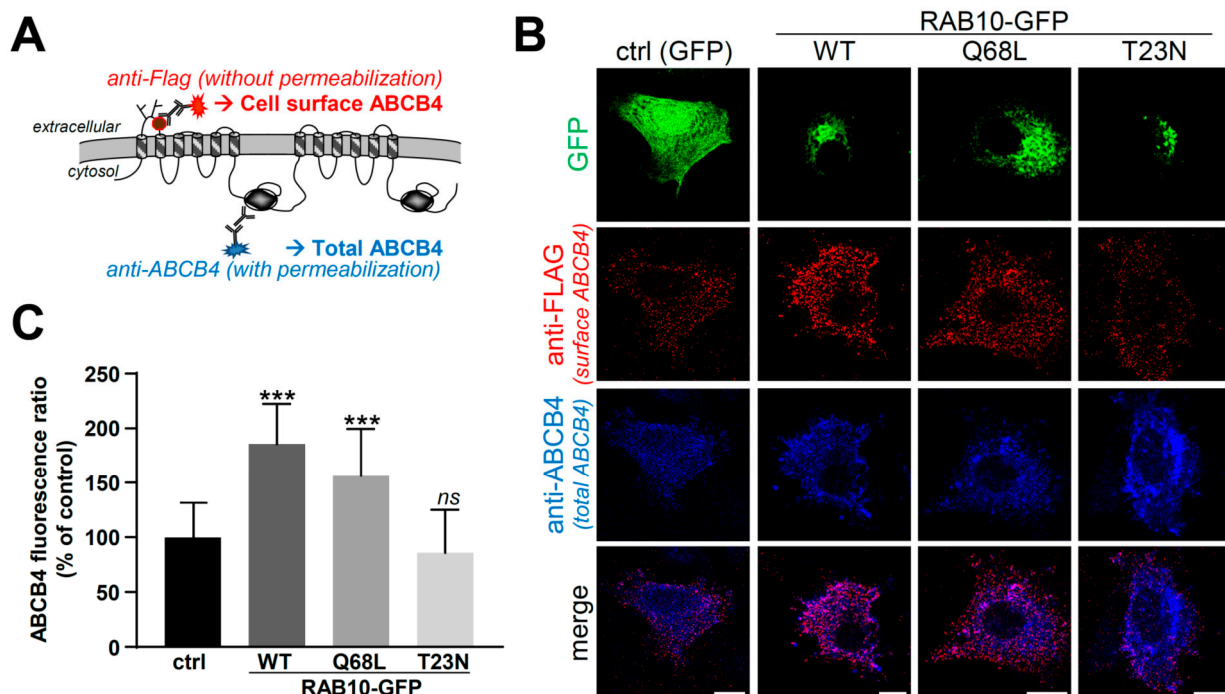 A
anti-Flag (without permeabilization)
→ Cell surface ABCB4
extracellular
cytosol
→ Total ABCB4
anti-ABCB4 (with permeabilization)
B
RAB10-GFP
ctrl (GFP) WT Q68L T23N
GFP
anti-FLAG
(surface ABCB4)
anti-ABCB4
(total ABCB4)
merge
C
ABCB4 fluorescence ratio
(% of control)
250
200
150
100
50
0
*** *** ns
ctrl WT Q68L T23N
RAB10-GFP